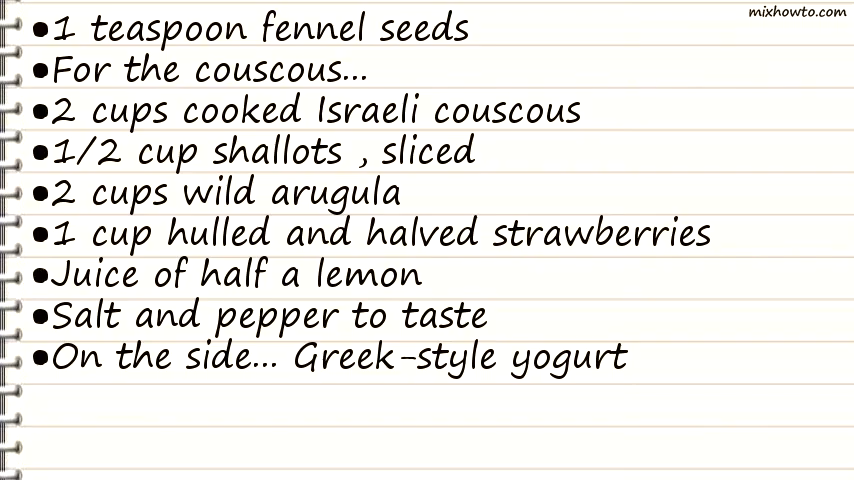 mixhowto.com
•1 teaspoon fennel seeds
•For the couscous...
•2 cups cooked Israeli couscous
•1/2 cup shallots , sliced
•2 cups wild arugula
•1 cup hulled and halved strawberries
•Juice of half a lemon
•Salt and pepper to taste
•On the side... Greek-style yogurt